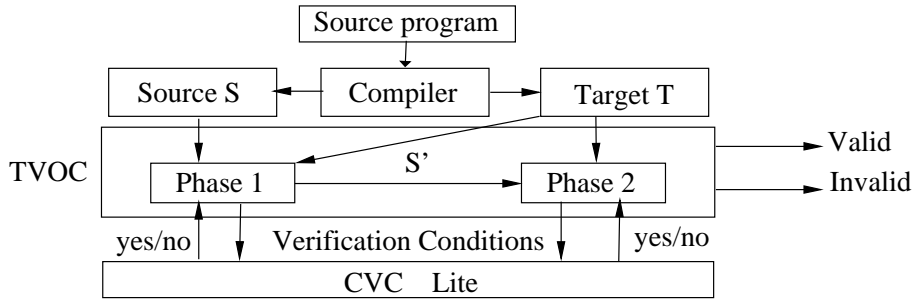 Source program
Source S
Compiler
Target T
TVOC
S’
Valid
Phase 1
Phase 2
Invalid
yes/no
Verification Conditions
yes/no
CVC Lite